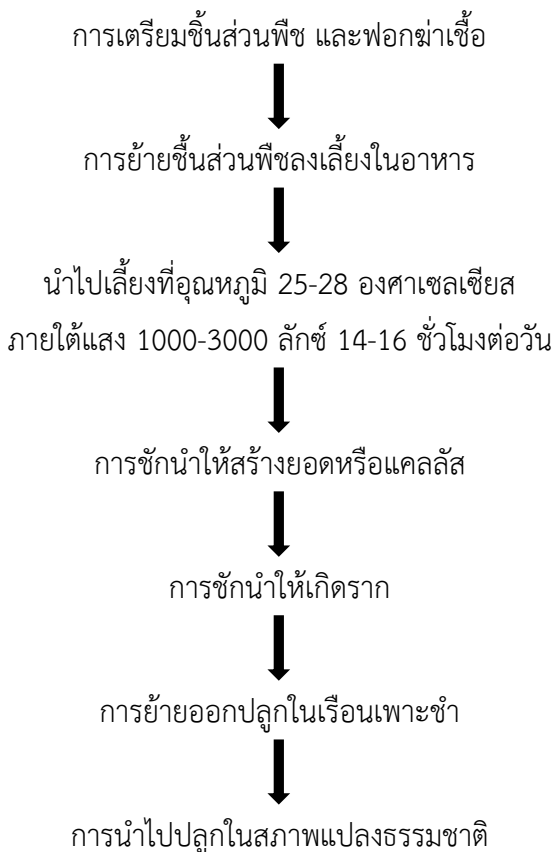 การเตรียมชิ้นส่วนพืช และฟอกฆ่าเชื้อ
การย้ายชื้นส่วนพืชลงเลี้ยงในอาหาร
นำไปเลี้ยงที่อุณหภูมิ 25-28 องศาเซลเซียส
ภายใต้แสง 1000-3000 ลักซ์ 14-16 ชั่วโมงต่อวัน
การชักนำให้สร้างยอดหรือแคลลัส
การชักนำให้เกิดราก
การย้ายออกปลูกในเรือนเพาะชำ
การนำไปปลูกในสภาพแปลงธรรมชาติ